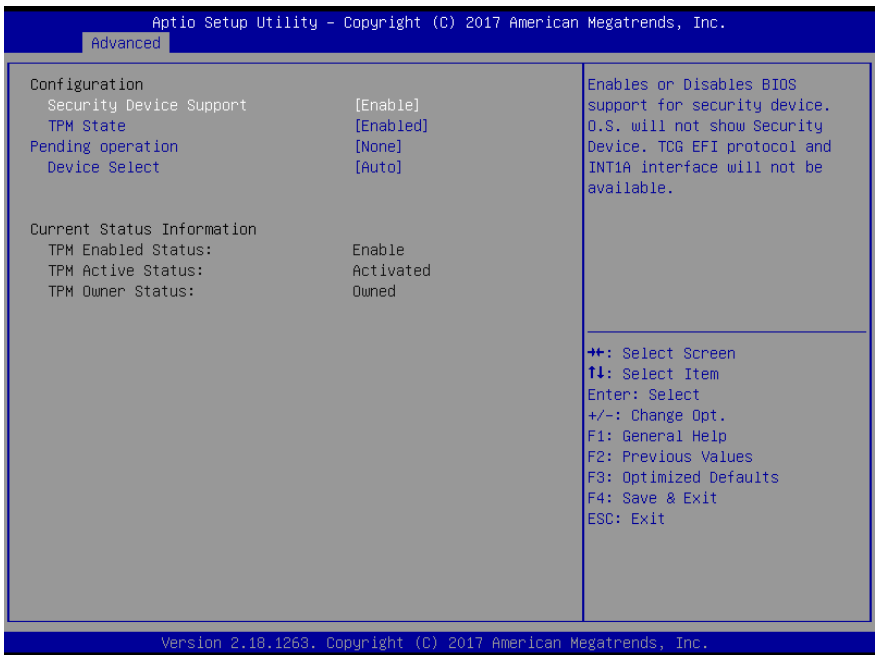 Aptio Setup Utility – Copyright (C) 2017 American Megatrends, Inc.
Advanced
Configuration
Security Device Support [Enable]
TPM State [Enabled]
Pending operation [None]
Device Select [Auto]
Current Status Information
TPM Enabled Status: Enable
TPM Active Status: Activated
TPM Owner Status: Owned
Enables or Disables BIOS
support for security device.
O.S. will not show Security
Device. TCG EFI protocol and
INT1A interface will not be
available.
→←: Select Screen
↑↓: Select Item
Enter: Select
+/-: Change Opt.
F1: General Help
F2: Previous Values
F3: Optimized Defaults
F4: Save & Exit
ESC: Exit
Version 2.18.1263. Copyright (C) 2017 American Megatrends, Inc.